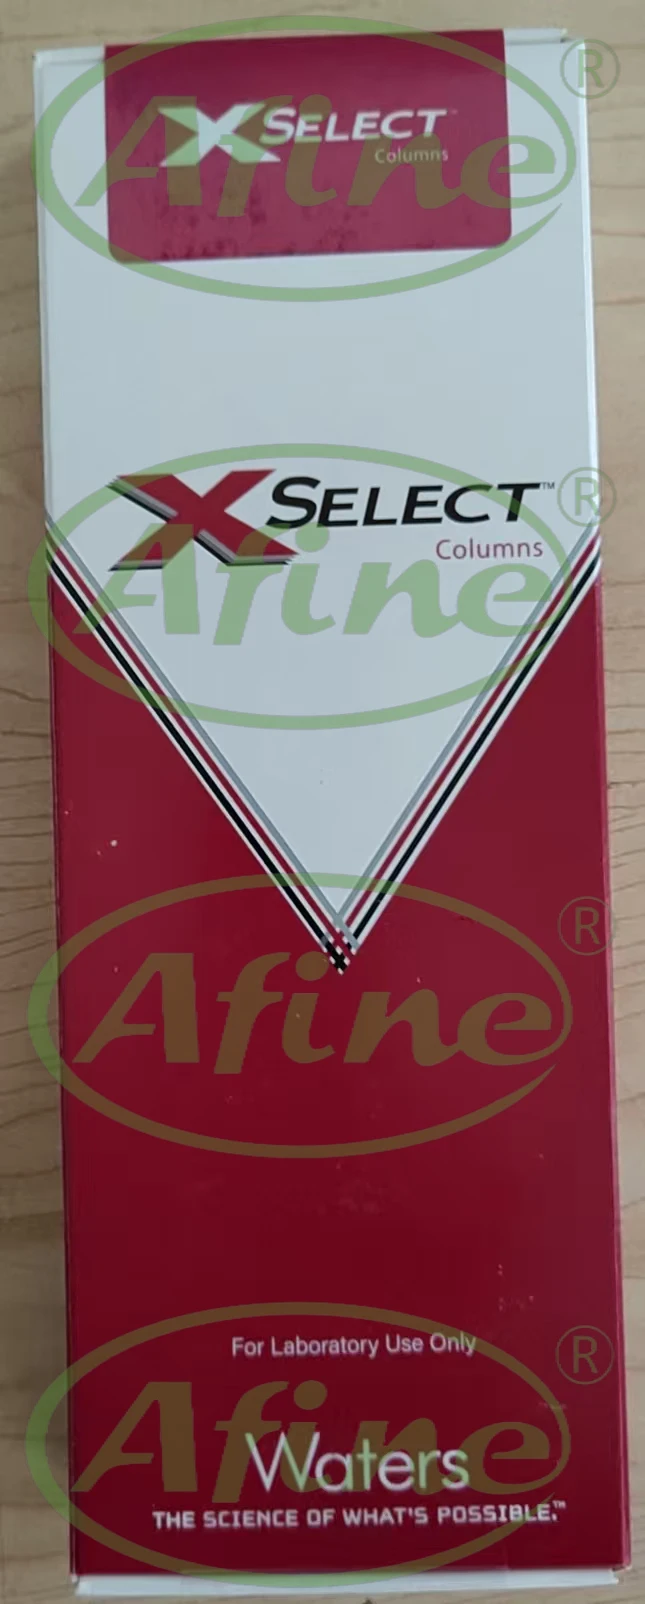 XSELECT™
Columns
Afine®
XSELECT™
Columns
Afine®
Afine®
For Laboratory Use Only
Afine®
Waters
THE SCIENCE OF WHAT'S POSSIBLE.™